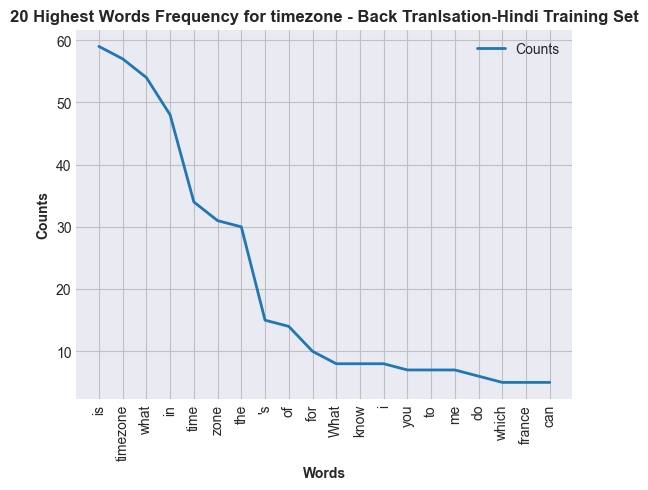 20 Highest Words Frequency for timezone - Back Tranlsation-Hindi Training Set
Counts
60
50
40
30
20
10
Counts
is
timezone
what
in
time
zone
the
's
of
for
What
know
i
you
to
me
do
which
france
can
Words